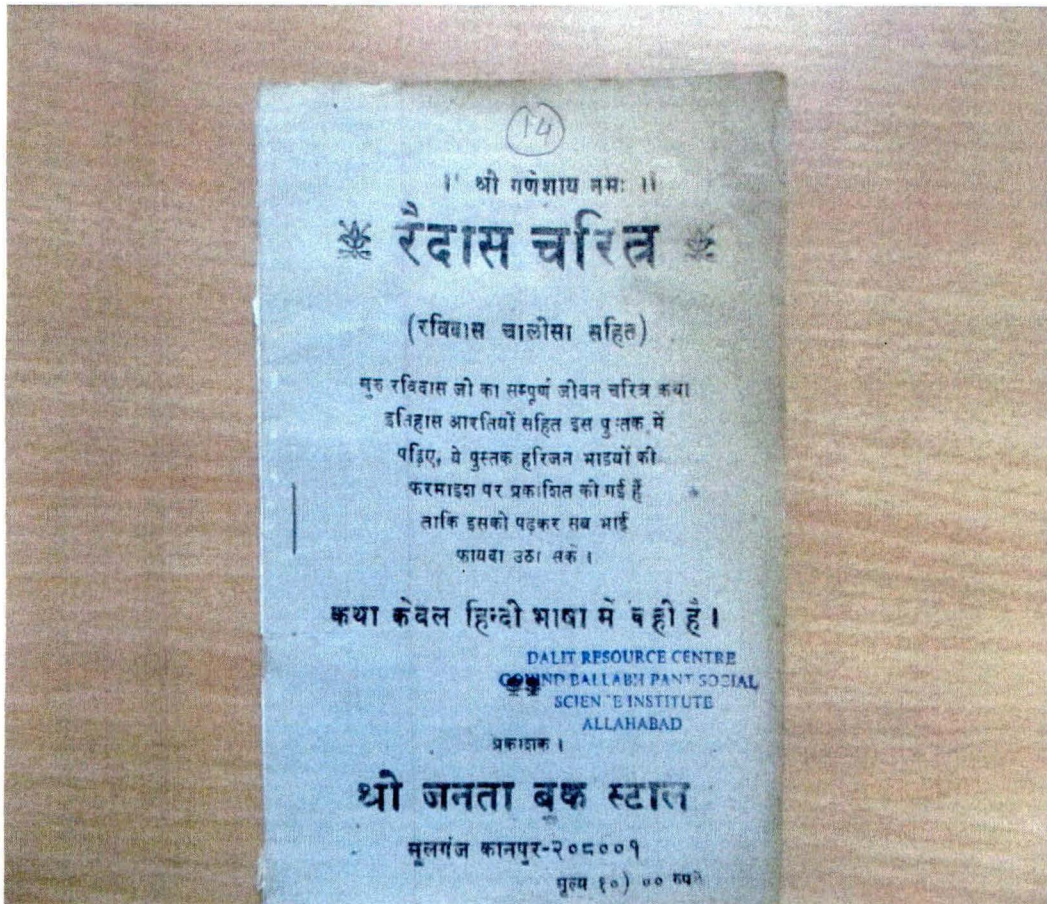 14
।। श्री गणेशाय नमः ।।
रैदास चरित्र
(रविदास चालीसा सहित)
गुरु रविदास जी का सम्पूर्ण जीवन चरित्र कथा
इतिहास आरतियों सहित इस पुस्तक में
पढ़िए, ये पुस्तक हरिजन भाइयों की
फरमाइश पर प्रकाशित की गई हैं
ताकि इसको पढ़कर सब भाई
फायदा उठा सकें ।
कथा केवल हिन्दी भाषा में कही है ।
DALIT RESOURCE CENTRE
GOVIND BALLABH PANT SOCIAL
SCIENCE INSTITUTE
ALLAHABAD
प्रकाशक ।
श्री जनता बुक स्टाल
मूलगंज कानपुर-२०८००१
मूल्य १०) ००